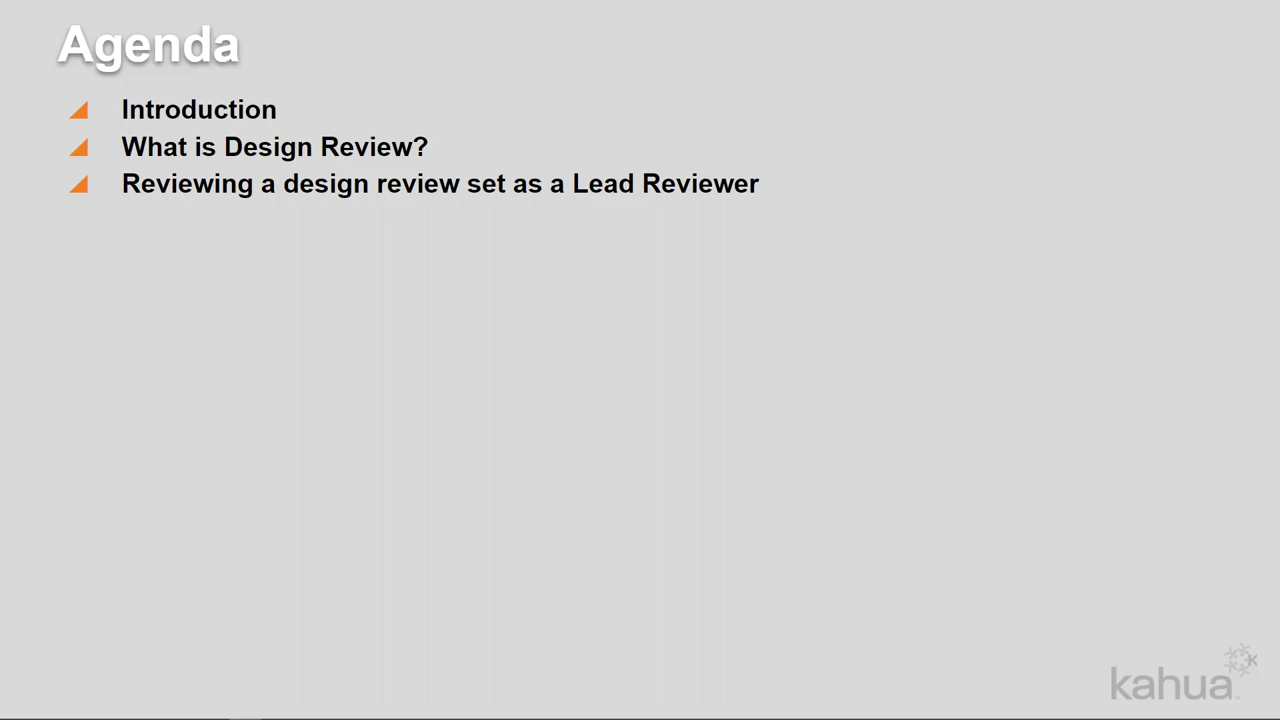 Agenda
Introduction
What is Design Review?
Reviewing a design review set as a Lead Reviewer
kahua